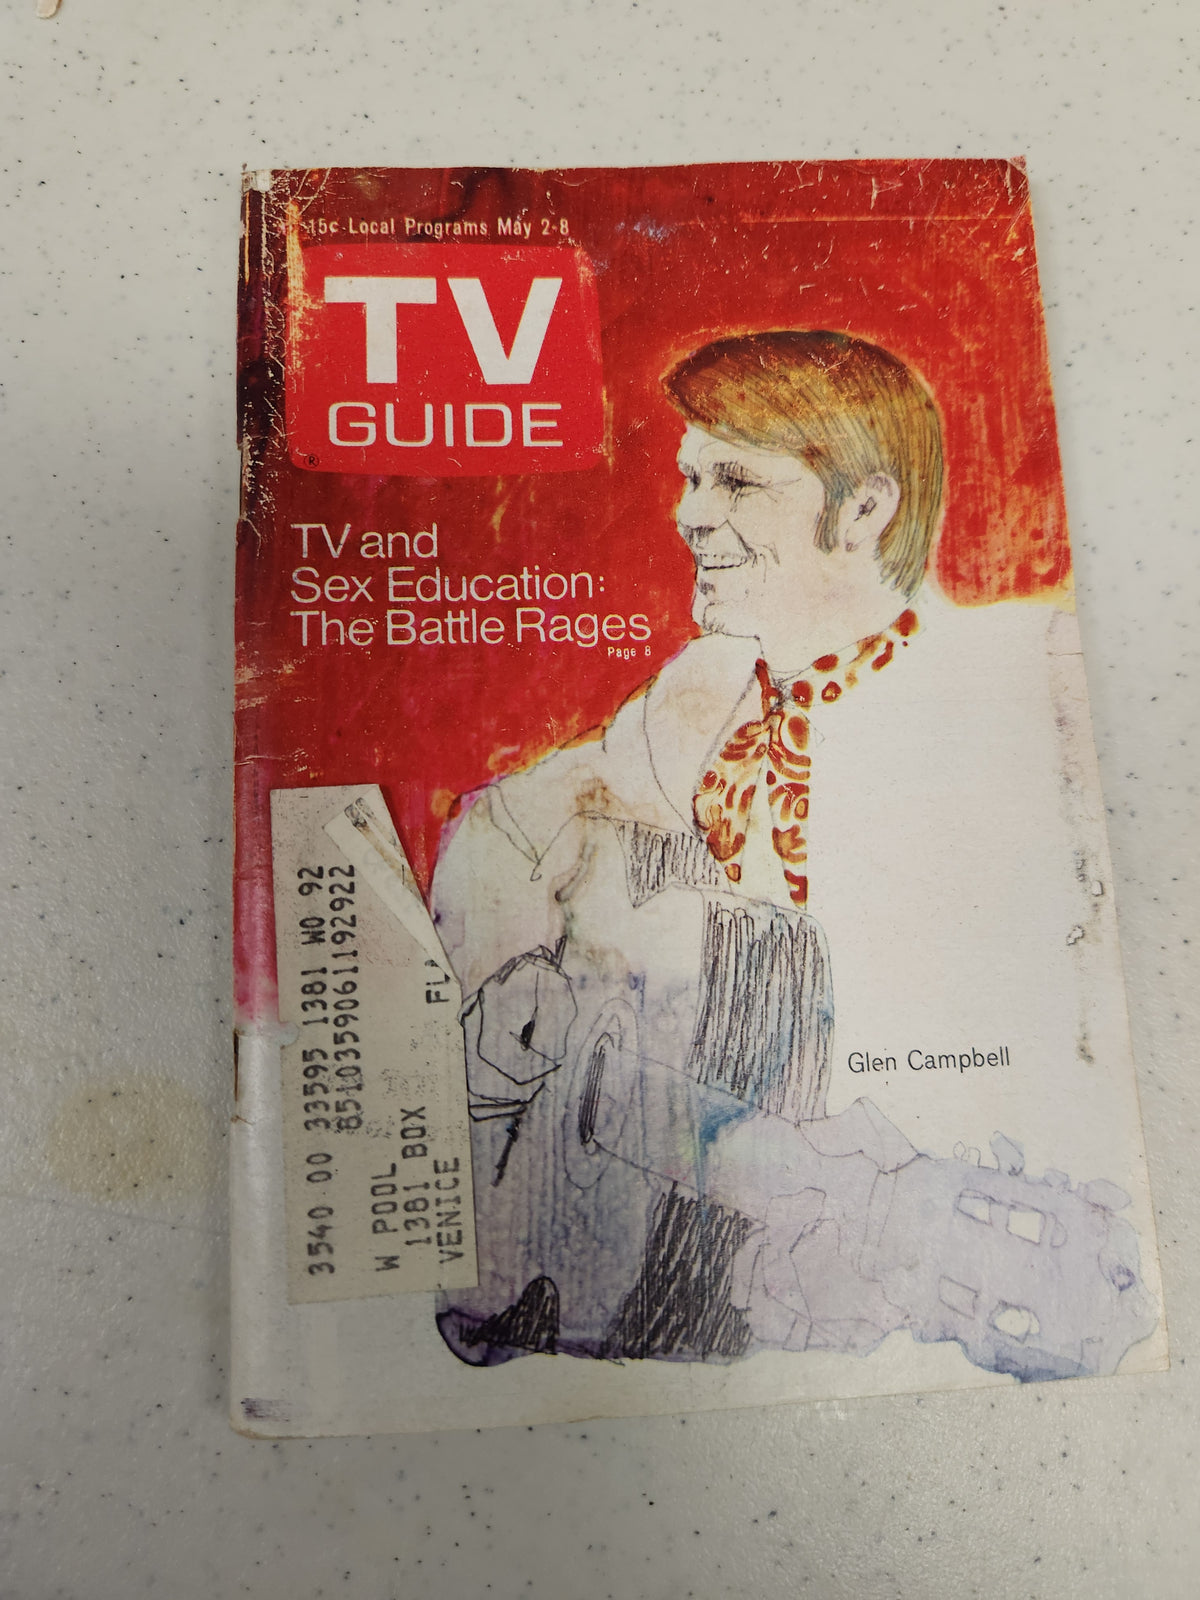 15c Local Programs May 2-8
TV
GUIDE
®
TV and
Sex Education:
The Battle Rages
Page 8
Glen Campbell
3540 00 33595 1381 WO 92
8510359061192922
W POOL
1381 BOX
VENICE FL